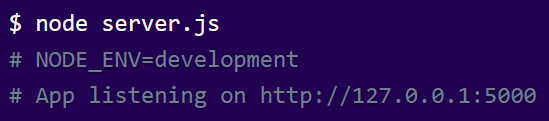 $ node server.js
# NODE_ENV=development
# App listening on http://127.0.0.1:5000